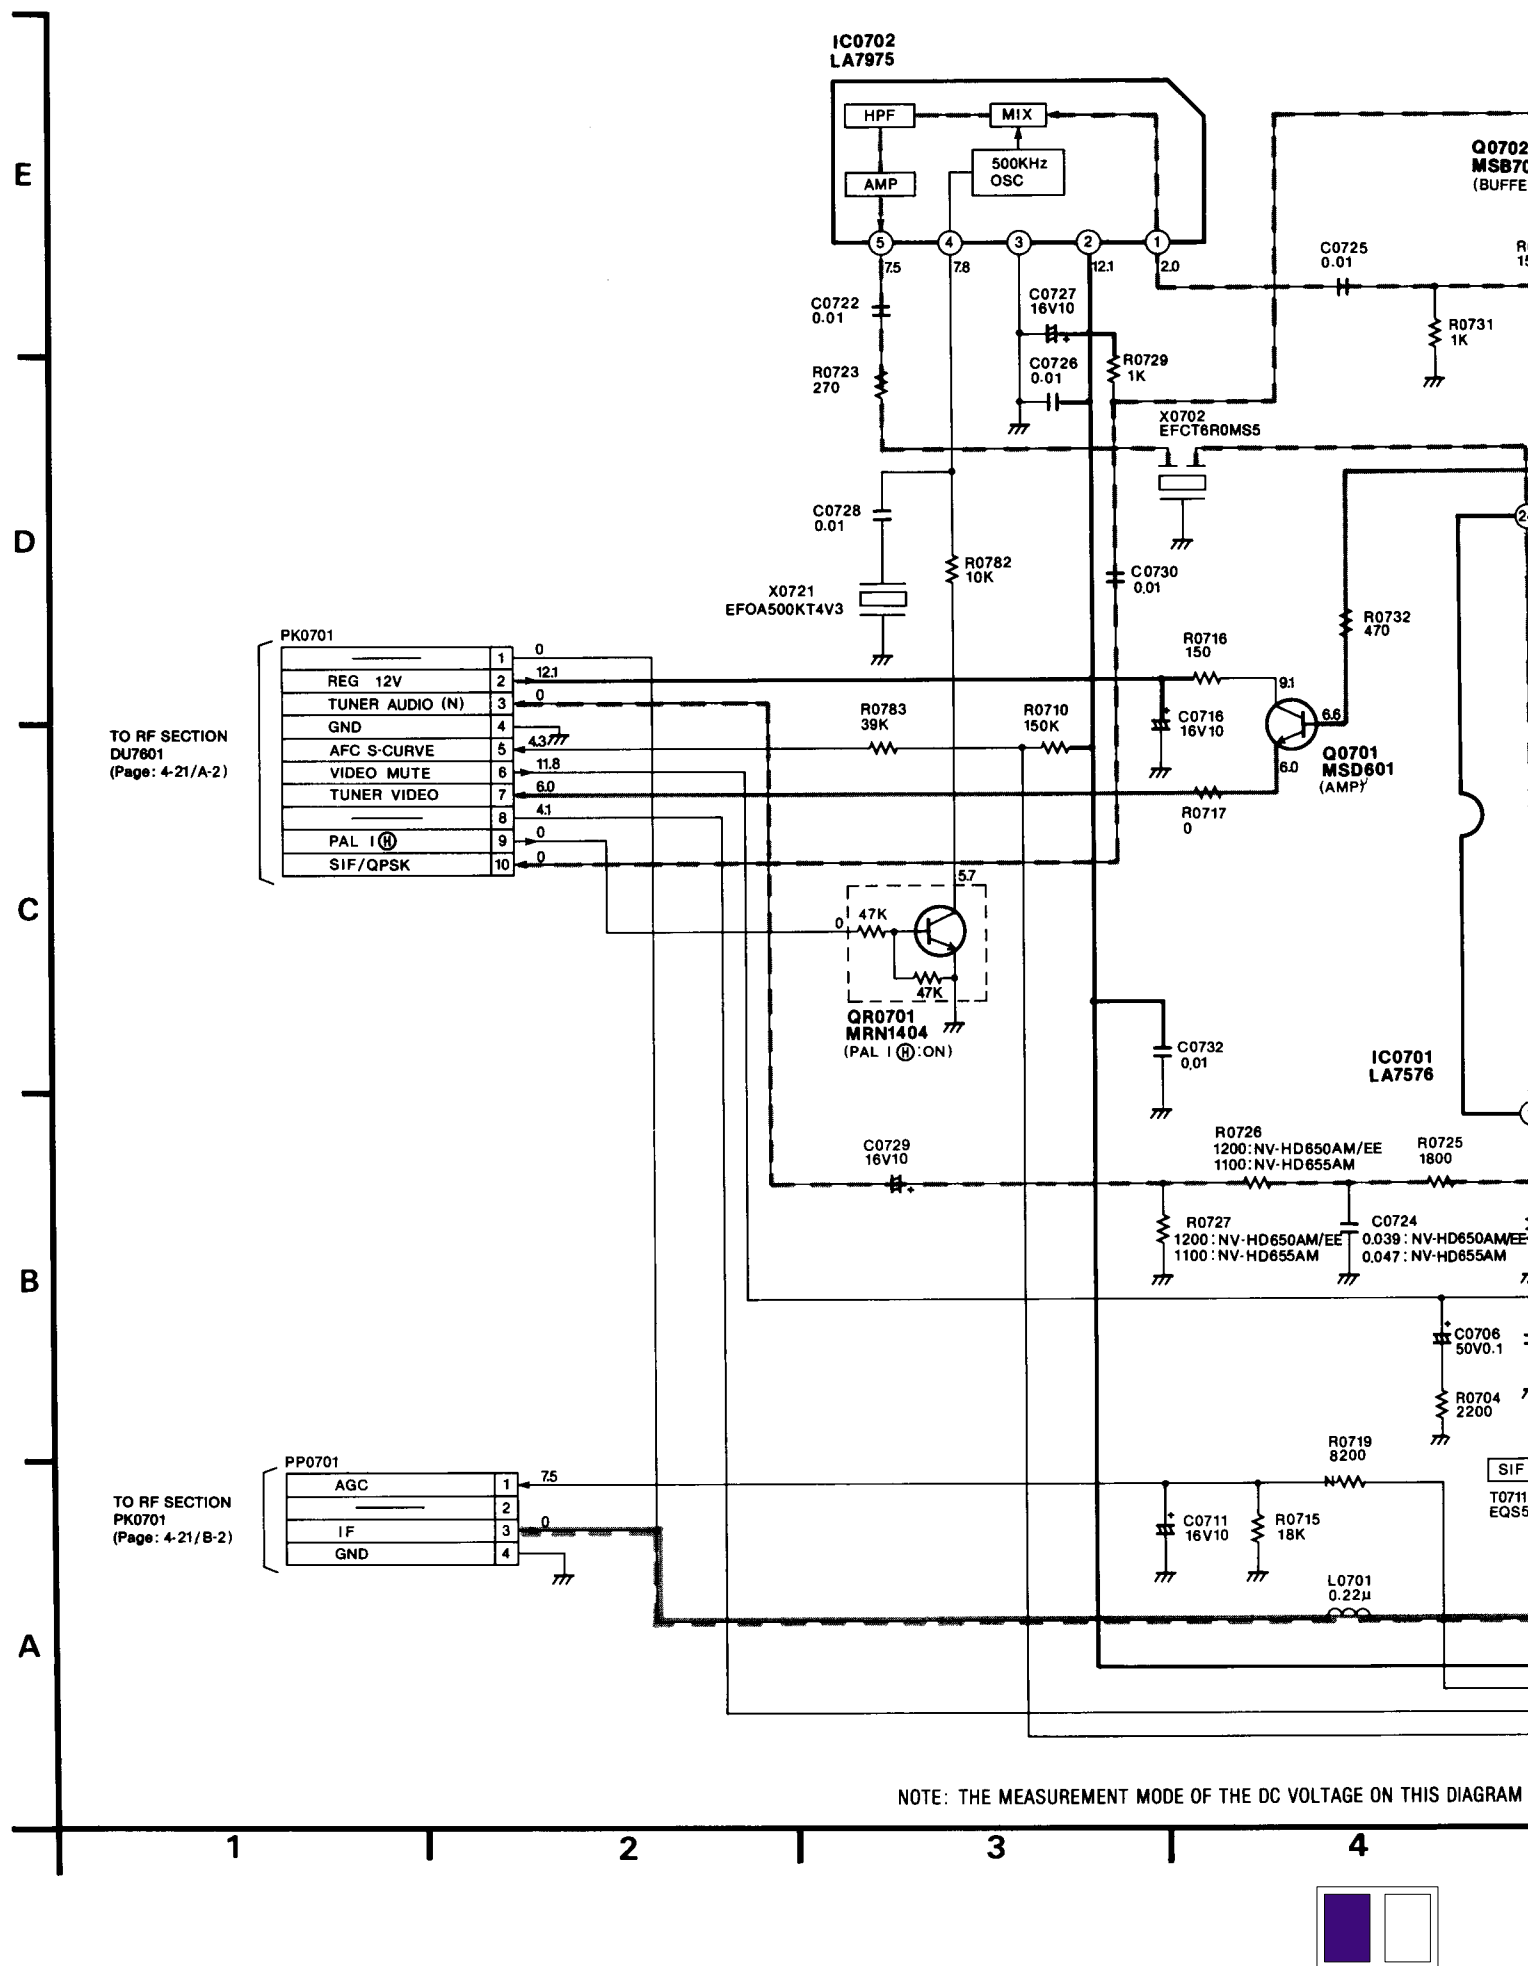 IC0702
LA7975
HPF
MIX
500KHz
OSC
AMP
5
4
3
2
1
7.5
7.8
12.1
2.0
E
Q0702
C0725
0.01
C0722
0.01
C0727
16V10
R0731
1K
R0723
270
C0726
0.01
R0729
1K
X0702
EFCT6R0MS5
C0728
0.01
D
R0782
10K
C0730
0.01
X0721
EFOA500KT4V3
R0732
470
PK0701
R0716
150
1 0
REG 12V 2 12.1
TUNER AUDIO (N) 3 0
GND 4
AFC S-CURVE 5 4.3
VIDEO MUTE 6 11.8
TUNER VIDEO 7 6.0
8 4.1
PAL I Ⓗ 9 0
SIF/QPSK 10 0
TO RF SECTION
DU7601
(Page: 4-21/A-2)
R0783
39K
R0710
150K
C0716
16V10
9.1
6.6
6.0
Q0701
MSD601
(AMP)
R0717
0
C
5.7
0
47K
47K
QR0701
MRN1404
(PAL I Ⓗ:ON)
C0732
0.01
IC0701
LA7576
C0729
16V10
R0726
1200:NV-HD650AM/EE
1100:NV-HD655AM
R0725
1800
R0727
1200:NV-HD650AM/EE
1100:NV-HD655AM
C0724
0.039:NV-HD650AM/EE
0.047:NV-HD655AM
B
C0706
50V0.1
R0704
2200
R0719
8200
PP0701
AGC 1 7.5
2
IF 3 0
GND 4
TO RF SECTION
PK0701
(Page: 4-21/B-2)
SIF
T0711
C0711
16V10
R0715
18K
L0701
0.22μ
A
NOTE: THE MEASUREMENT MODE OF THE DC VOLTAGE ON THIS DIAGRAM
1 2 3 4